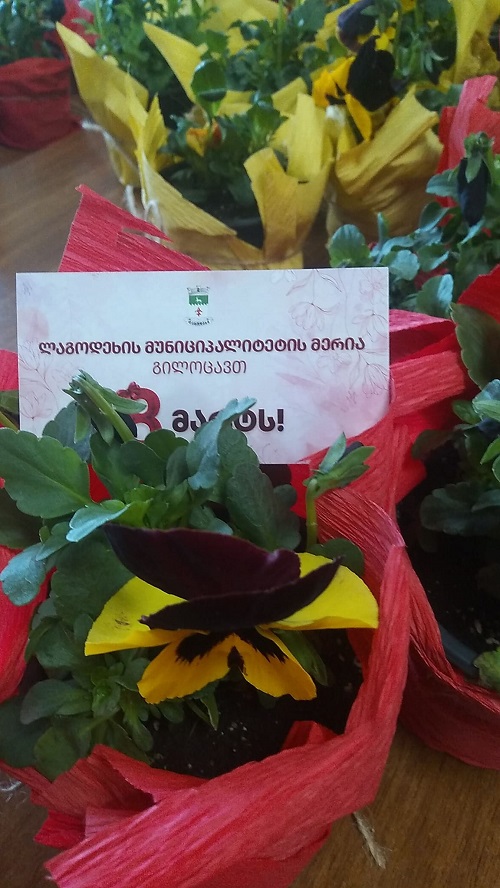 ᲚᲐᲒᲝᲓᲔᲮᲘᲡ ᲛᲣᲜᲘᲪᲘᲞᲐᲚᲘᲢᲔᲢᲘᲡ ᲛᲔᲠᲘᲐ
ᲒᲘᲚᲝᲪᲐᲕᲗ
8 ᲛᲐᲠᲢᲡ!